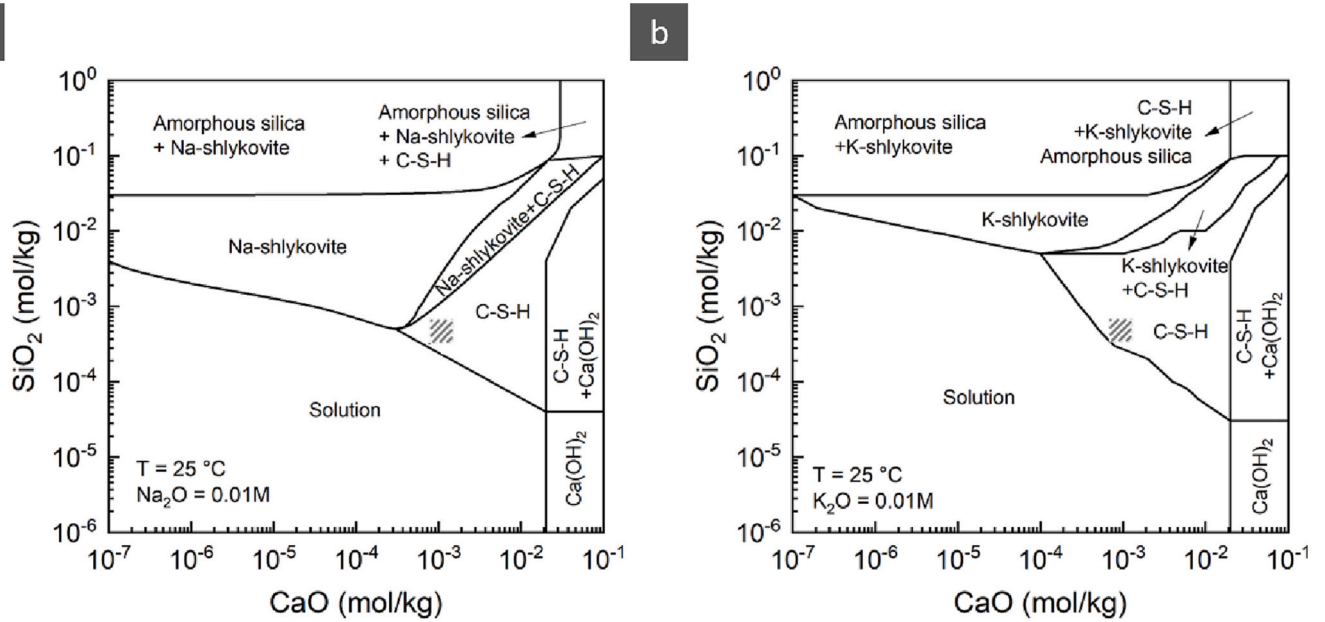 b
10⁰
10⁻¹
10⁻²
10⁻³
10⁻⁴
10⁻⁵
10⁻⁶
SiO₂ (mol/kg)
Amorphous silica
+ Na-shlykovite
Amorphous silica
+ Na-shlykovite
+ C-S-H
Na-shlykovite
Na-shlykovite+C-S-H
C-S-H
C-S-H
+Ca(OH)₂
Solution
Ca(OH)₂
T = 25 °C
Na₂O = 0.01M
10⁻⁷
10⁻⁶
10⁻⁵
10⁻⁴
10⁻³
10⁻²
10⁻¹
CaO (mol/kg)
10⁰
10⁻¹
10⁻²
10⁻³
10⁻⁴
10⁻⁵
10⁻⁶
SiO₂ (mol/kg)
Amorphous silica
+K-shlykovite
C-S-H
+K-shlykovite
Amorphous silica
K-shlykovite
K-shlykovite
+C-S-H
C-S-H
C-S-H
+Ca(OH)₂
Solution
Ca(OH)₂
T = 25 °C
K₂O = 0.01M
10⁻⁷
10⁻⁶
10⁻⁵
10⁻⁴
10⁻³
10⁻²
10⁻¹
CaO (mol/kg)